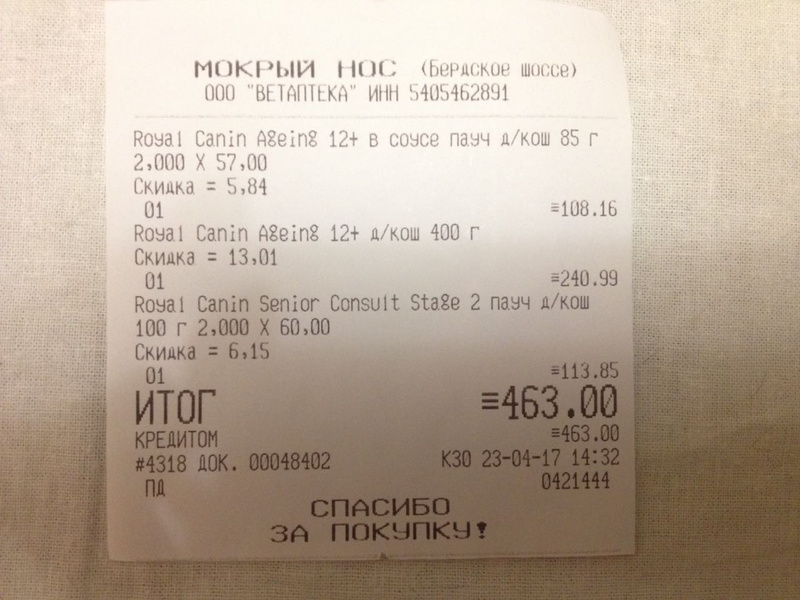 МОКРЫЙ НОС (Бердское шоссе)
ООО "ВЕТАПТЕКА" ИНН 5405462891
Royal Canin Ageing 12+ в соусе пауч д/кош 85 г
2,000 X 57,00
Скидка = 5,84
01 ≡108.16
Royal Canin Ageing 12+ д/кош 400 г
Скидка = 13,01
01 ≡240.99
Royal Canin Senior Consult Stage 2 пауч д/кош
100 г 2,000 X 60,00
Скидка = 6,15
01 ≡113.85
ИТОГ ≡463.00
КРЕДИТОМ ≡463.00
#4318 ДОК. 00048402 К30 23-04-17 14:32
ПД 0421444
СПАСИБО
ЗА ПОКУПКУ!